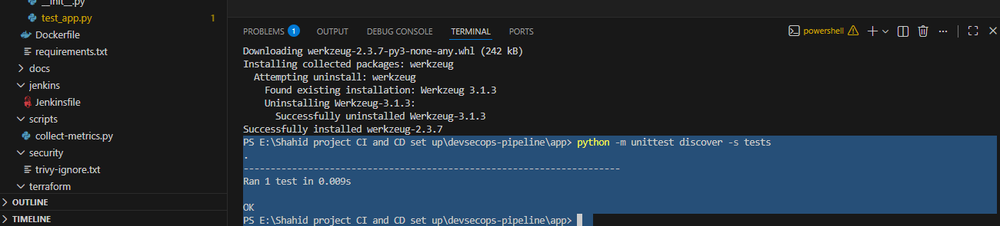 __init__.py
test_app.py 1
Dockerfile
requirements.txt
docs
jenkins
Jenkinsfile
scripts
collect-metrics.py
security
trivy-ignore.txt
terraform
OUTLINE
TIMELINE
PROBLEMS 1 OUTPUT DEBUG CONSOLE TERMINAL PORTS
powershell
Downloading werkzeug-2.3.7-py3-none-any.whl (242 kB)
Installing collected packages: werkzeug
Attempting uninstall: werkzeug
Found existing installation: Werkzeug 3.1.3
Uninstalling Werkzeug-3.1.3:
Successfully uninstalled Werkzeug-3.1.3
Successfully installed werkzeug-2.3.7
PS E:\Shahid project CI and CD set up\devsecops-pipeline\app> python -m unittest discover -s tests
.
----------------------------------------------------------------------
Ran 1 test in 0.009s
OK
PS E:\Shahid project CI and CD set up\devsecops-pipeline\app>